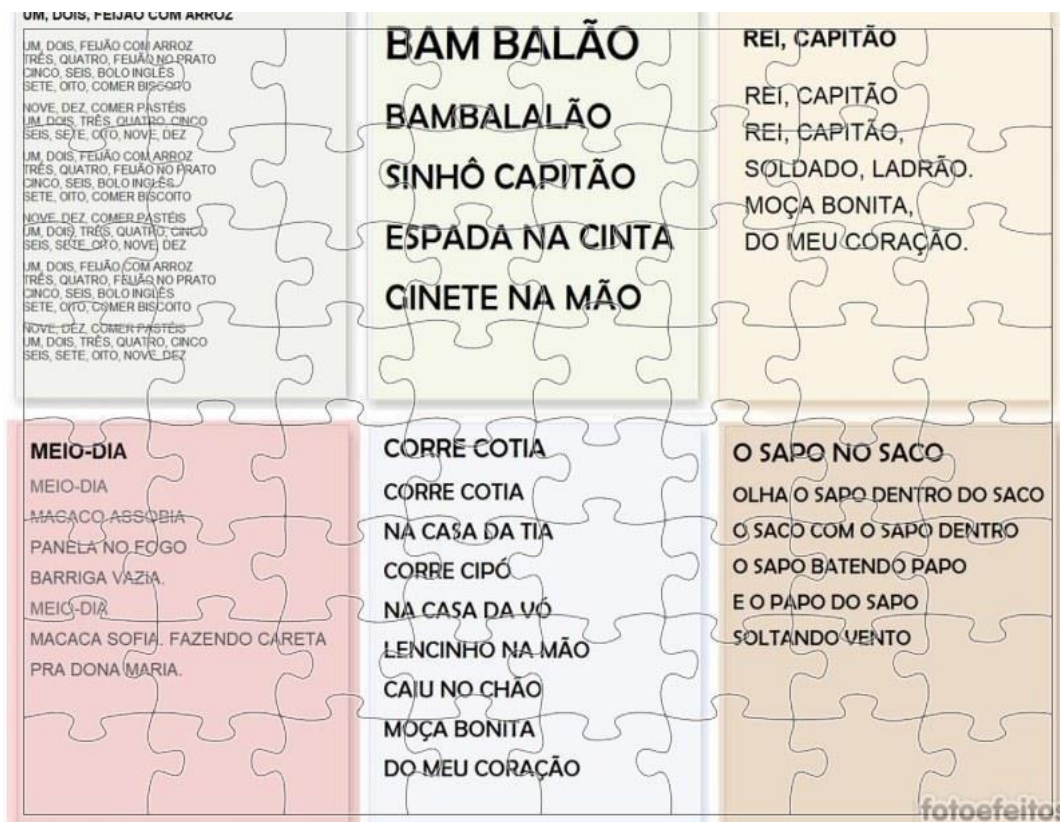 UM, DOIS, FEIJÃO COM ARROZ
UM, DOIS, FEIJÃO COM ARROZ
TRÊS, QUATRO, FEIJÃO NO PRATO
CINCO, SEIS, BOLO INGLÊS
SETE, OITO, COMER BISCOITO
NOVE, DEZ, COMER PASTÉIS
UM, DOIS, TRÊS, QUATRO, CINCO
SEIS, SETE, OITO, NOVE, DEZ
UM, DOIS, FEIJÃO COM ARROZ
TRÊS, QUATRO, FEIJÃO NO PRATO
CINCO, SEIS, BOLO INGLÊS
SETE, OITO, COMER BISCOITO
NOVE, DEZ, COMER PASTÉIS
UM, DOIS, TRÊS, QUATRO, CINCO
SEIS, SETE, OITO, NOVE, DEZ
UM, DOIS, FEIJÃO COM ARROZ
TRÊS, QUATRO, FEIJÃO NO PRATO
CINCO, SEIS, BOLO INGLÊS
SETE, OITO, COMER BISCOITO
NOVE, DEZ, COMER PASTÉIS
UM, DOIS, TRÊS, QUATRO, CINCO
SEIS, SETE, OITO, NOVE, DEZ
BAM BALÃO
BAMBALALÃO
SINHÔ CAPITÃO
ESPADA NA CINTA
GINETE NA MÃO
REI, CAPITÃO
REI, CAPITÃO
REI, CAPITÃO,
SOLDADO, LADRÃO.
MOÇA BONITA,
DO MEU CORAÇÃO.
MEIO-DIA
MEIO-DIA
MACACO ASSOBIA
PANELA NO FOGO
BARRIGA VAZIA.
MEIO-DIA
MACACA SOFIA. FAZENDO CARETA
PRA DONA MARIA.
CORRE COTIA
CORRE COTIA
NA CASA DA TIA
CORRE CIPÓ
NA CASA DA VÓ
LENCINHO NA MÃO
CAIU NO CHÃO
MOÇA BONITA
DO MEU CORAÇÃO
O SAPO NO SACO
OLHA O SAPO DENTRO DO SACO
O SACO COM O SAPO DENTRO
O SAPO BATENDO PAPO
E O PAPO DO SAPO
SOLTANDO VENTO
fotoefeitos